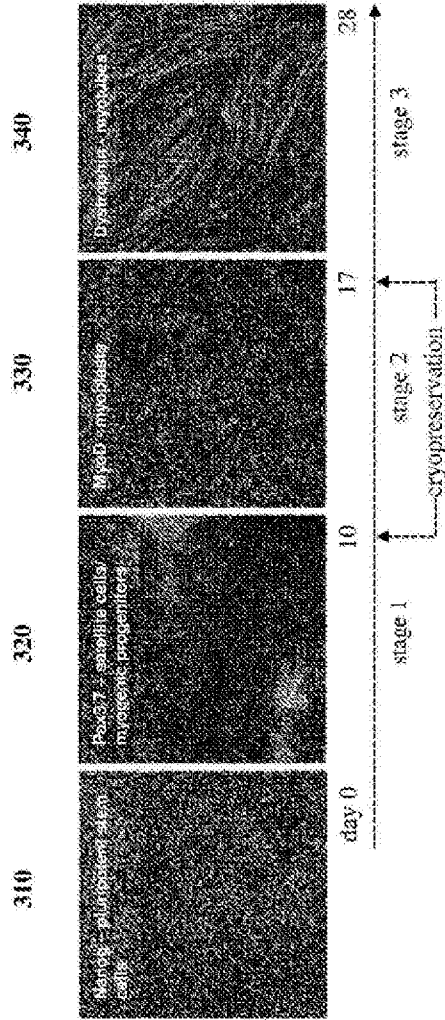 310
320
330
340
Nanog – pluripotent stem
cells
Pax3/7 – satellite cells/
myogenic progenitors
MyoD – myoblasts
Dystrophin – myotubes
day 0
10
17
28
stage 1
stage 2
stage 3
cryopreservation